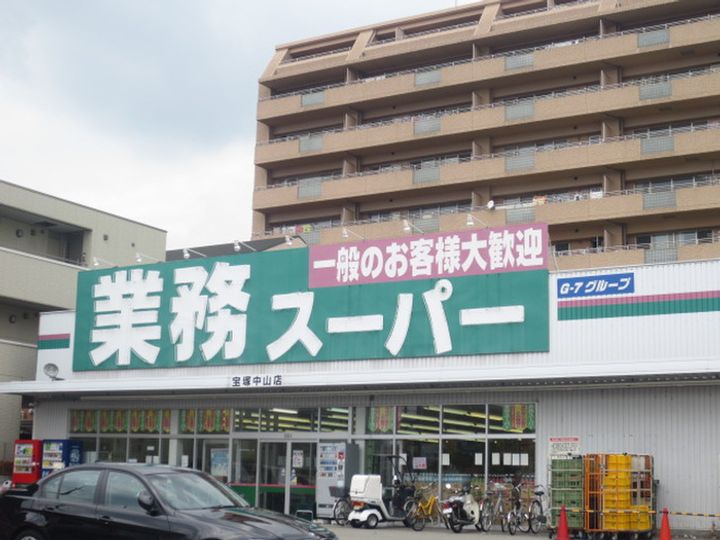 一般のお客様大歓迎
業務スーパー
G-7 グループ
宝塚中山店